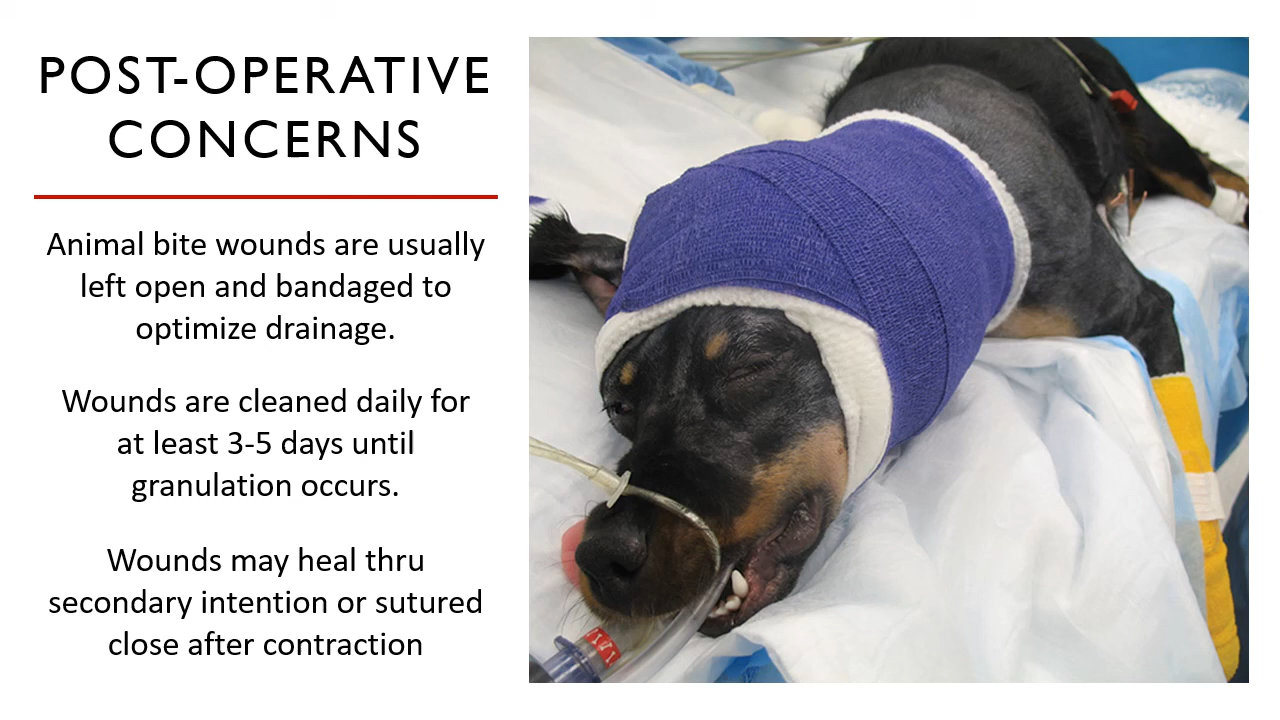 POST-OPERATIVE
CONCERNS
Animal bite wounds are usually
left open and bandaged to
optimize drainage.
Wounds are cleaned daily for
at least 3-5 days until
granulation occurs.
Wounds may heal thru
secondary intention or sutured
close after contraction